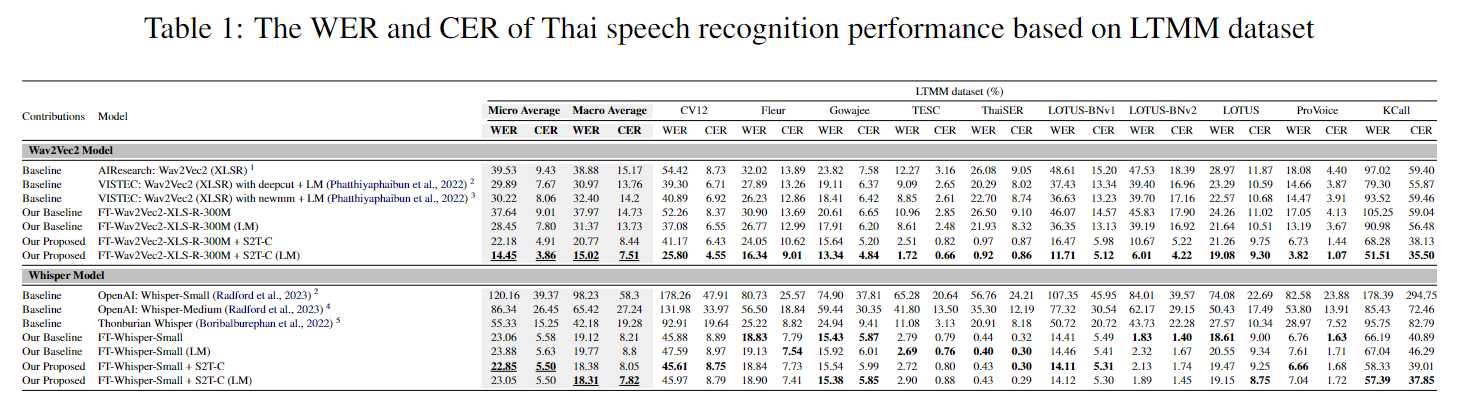 Table 1: The WER and CER of Thai speech recognition performance based on LTMM dataset
LTMM dataset (%)
Contributions Model Micro Average Macro Average CV12 Fleur Gowajee TESC ThaiSER LOTUS-BNv1 LOTUS-BNv2 LOTUS ProVoice KCall
WER CER WER CER WER CER WER CER WER CER WER CER WER CER WER CER WER CER WER CER WER CER WER CER
Wav2Vec2 Model
Baseline AIResearch: Wav2Vec2 (XLSR) 1 39.53 9.43 38.88 15.17 54.42 8.73 32.02 13.89 23.82 7.58 12.27 3.16 26.08 9.05 48.61 15.20 47.53 18.39 28.97 11.87 18.08 4.40 97.02 59.40
Baseline VISTEC: Wav2Vec2 (XLSR) with deepcut + LM (Phatthiyaphaibun et al., 2022) 2 29.89 7.67 30.97 13.76 39.30 6.71 27.89 13.26 19.11 6.37 9.09 2.65 20.29 8.02 37.43 13.34 39.40 16.96 23.29 10.59 14.66 3.87 79.30 55.87
Baseline VISTEC: Wav2Vec2 (XLSR) with newmm + LM (Phatthiyaphaibun et al., 2022) 3 30.22 8.06 32.40 14.2 40.89 6.92 26.23 12.86 18.41 6.42 8.85 2.61 22.70 8.74 36.63 13.23 39.70 17.16 22.57 10.68 14.47 3.91 93.52 59.46
Our Baseline FT-Wav2Vec2-XLS-R-300M 37.64 9.01 37.97 14.73 52.26 8.37 30.90 13.69 20.61 6.65 10.96 2.85 26.50 9.10 46.07 14.57 45.83 17.90 24.26 11.02 17.05 4.13 105.25 59.04
Our Baseline FT-Wav2Vec2-XLS-R-300M (LM) 28.45 7.80 31.37 13.73 37.08 6.55 26.77 12.99 17.91 6.20 8.61 2.48 21.93 8.32 36.35 13.13 39.19 16.92 21.64 10.51 13.19 3.67 90.98 56.48
Our Proposed FT-Wav2Vec2-XLS-R-300M + S2T-C 22.18 4.91 20.77 8.44 41.17 6.43 24.05 10.62 15.64 5.20 2.51 0.82 0.97 0.87 16.47 5.98 10.67 5.22 21.26 9.75 6.73 1.44 68.28 38.13
Our Proposed FT-Wav2Vec2-XLS-R-300M + S2T-C (LM) 14.45 3.86 15.02 7.51 25.80 4.55 16.34 9.01 13.34 4.84 1.72 0.66 0.92 0.86 11.71 5.12 6.01 4.22 19.08 9.30 3.82 1.07 51.51 35.50
Whisper Model
Baseline OpenAI: Whisper-Small (Radford et al., 2023) 2 120.16 39.37 98.23 58.3 178.26 47.91 80.73 25.57 74.90 37.81 65.28 20.64 56.76 24.21 107.35 45.95 84.01 39.57 74.08 22.69 82.58 23.88 178.39 294.75
Baseline OpenAI: Whisper-Medium (Radford et al., 2023) 4 86.34 26.45 65.42 27.24 131.98 33.97 56.50 18.84 59.44 30.35 41.80 13.50 35.30 12.19 77.32 30.54 62.17 29.15 50.43 17.49 53.80 13.91 85.43 72.46
Baseline Thonburian Whisper (Boribalburephan et al., 2022) 5 55.33 15.25 42.18 19.28 92.91 19.64 25.22 8.82 24.94 9.41 11.08 3.13 20.91 8.18 50.72 20.72 43.73 22.28 27.57 10.34 28.97 7.52 95.75 82.79
Our Baseline FT-Whisper-Small 23.06 5.58 19.12 8.21 45.88 8.89 18.83 7.79 15.43 5.87 2.79 0.79 0.44 0.32 14.41 5.49 1.83 1.40 18.61 9.00 6.76 1.63 66.19 40.89
Our Baseline FT-Whisper-Small (LM) 23.88 5.63 19.77 8.8 47.59 8.97 19.13 7.54 15.92 6.01 2.69 0.76 0.40 0.30 14.46 5.41 2.32 1.67 20.55 9.34 7.61 1.71 67.04 46.29
Our Proposed FT-Whisper-Small + S2T-C 22.85 5.50 18.38 8.05 45.61 8.75 18.84 7.73 15.54 5.99 2.72 0.80 0.43 0.30 14.11 5.31 2.13 1.74 19.47 9.25 6.66 1.68 58.33 39.01
Our Proposed FT-Whisper-Small + S2T-C (LM) 23.05 5.50 18.31 7.82 45.97 8.79 18.90 7.41 15.38 5.85 2.90 0.88 0.43 0.29 14.12 5.30 1.89 1.45 19.15 8.75 7.04 1.72 57.39 37.85